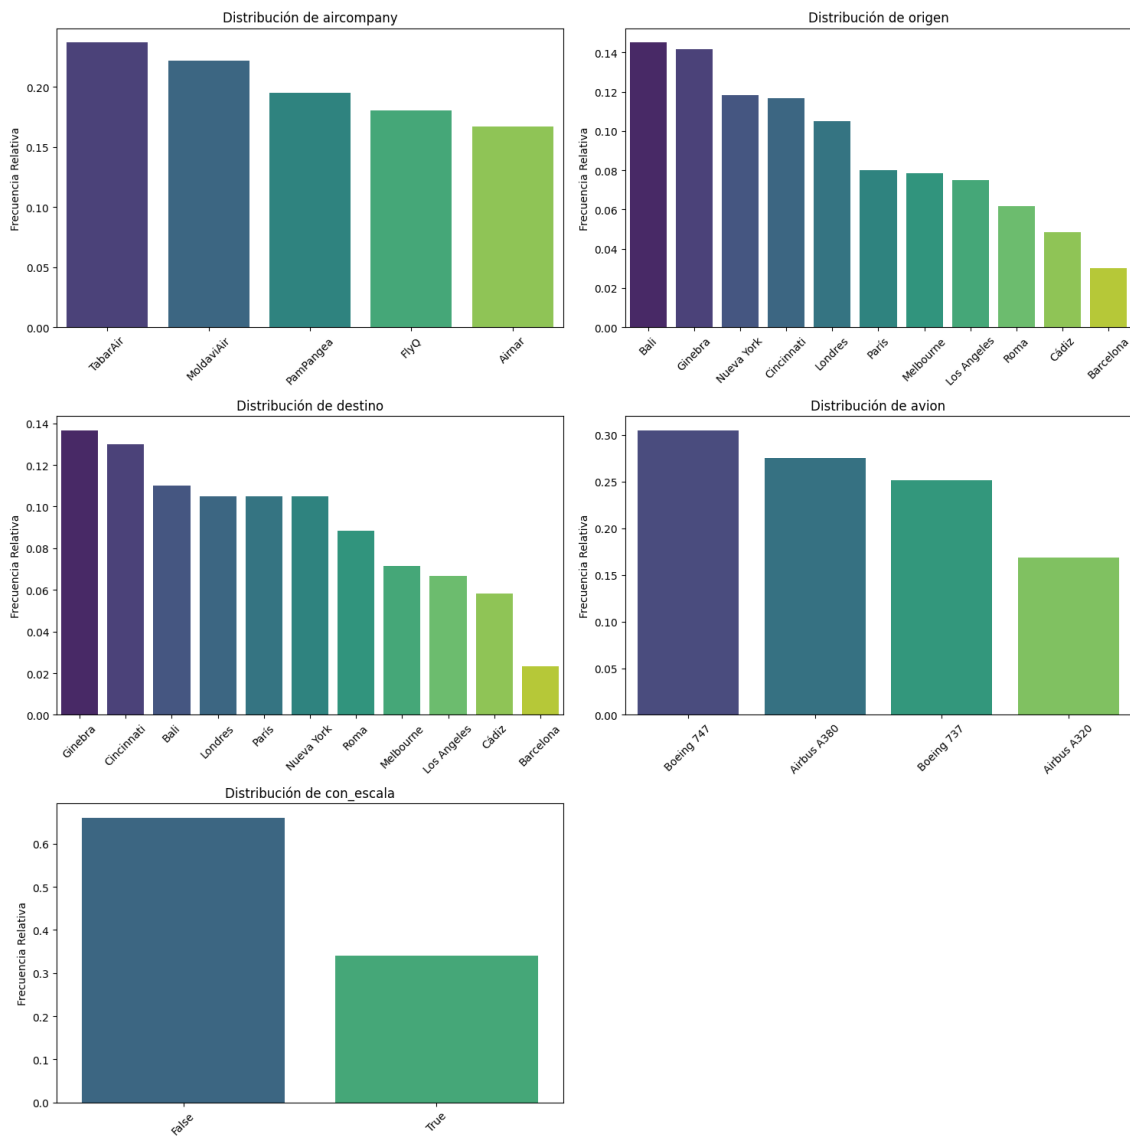 Distribución de aircompany
Frecuencia Relativa
0.20
0.15
0.10
0.05
0.00
TabarAir
MoldaviAir
PamPangea
FlyQ
Airnar
Distribución de origen
Frecuencia Relativa
0.14
0.12
0.10
0.08
0.06
0.04
0.02
0.00
Bali
Ginebra
Nueva York
Cincinnati
Londres
París
Melbourne
Los Angeles
Roma
Cádiz
Barcelona
Distribución de destino
Frecuencia Relativa
0.14
0.12
0.10
0.08
0.06
0.04
0.02
0.00
Ginebra
Cincinnati
Bali
Londres
París
Nueva York
Roma
Melbourne
Los Angeles
Cádiz
Barcelona
Distribución de avion
Frecuencia Relativa
0.30
0.25
0.20
0.15
0.10
0.05
0.00
Boeing 747
Airbus A380
Boeing 737
Airbus A320
Distribución de con_escala
Frecuencia Relativa
0.6
0.5
0.4
0.3
0.2
0.1
0.0
False
True